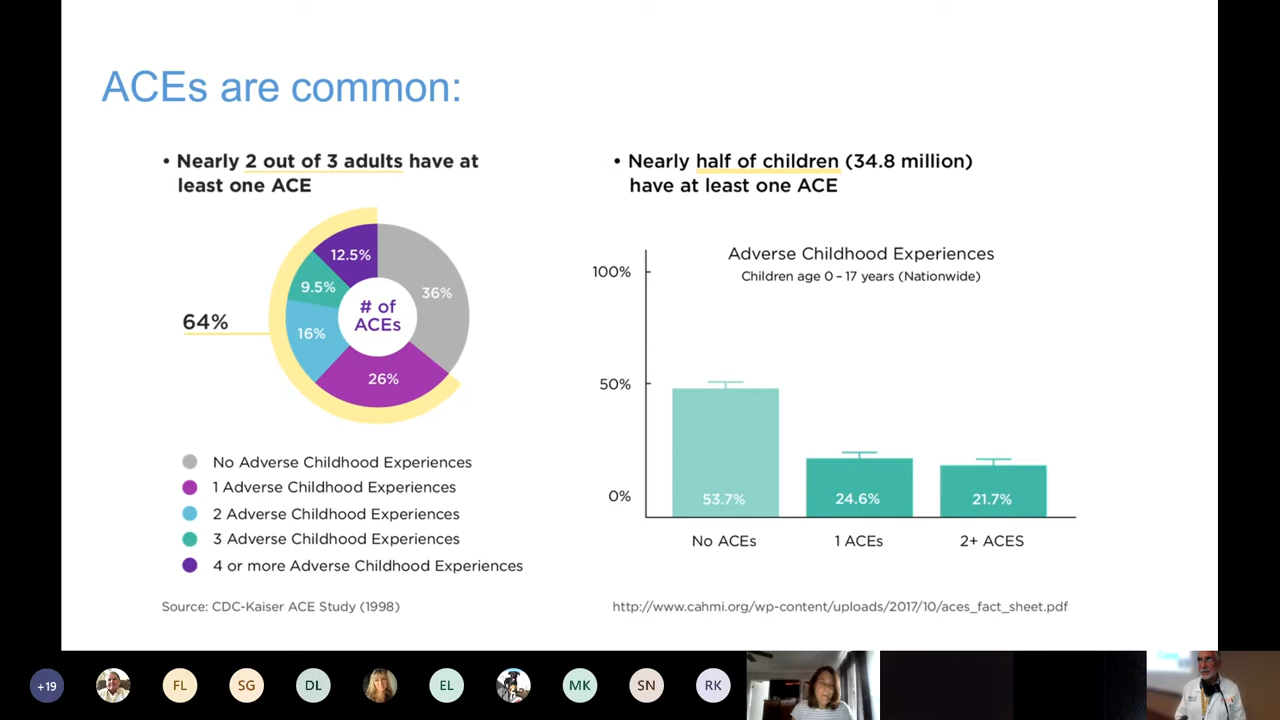 ACEs are common:
• Nearly 2 out of 3 adults have at
least one ACE
12.5%
9.5%
36%
# of
ACEs
64%
16%
26%
No Adverse Childhood Experiences
1 Adverse Childhood Experiences
2 Adverse Childhood Experiences
3 Adverse Childhood Experiences
4 or more Adverse Childhood Experiences
Source: CDC-Kaiser ACE Study (1998)
• Nearly half of children (34.8 million)
have at least one ACE
Adverse Childhood Experiences
Children age 0 – 17 years (Nationwide)
100%
50%
0%
53.7%
24.6%
21.7%
No ACEs
1 ACEs
2+ ACES
http://www.cahmi.org/wp-content/uploads/2017/10/aces_fact_sheet.pdf
+19
FL
SG
DL
EL
MK
SN
RK